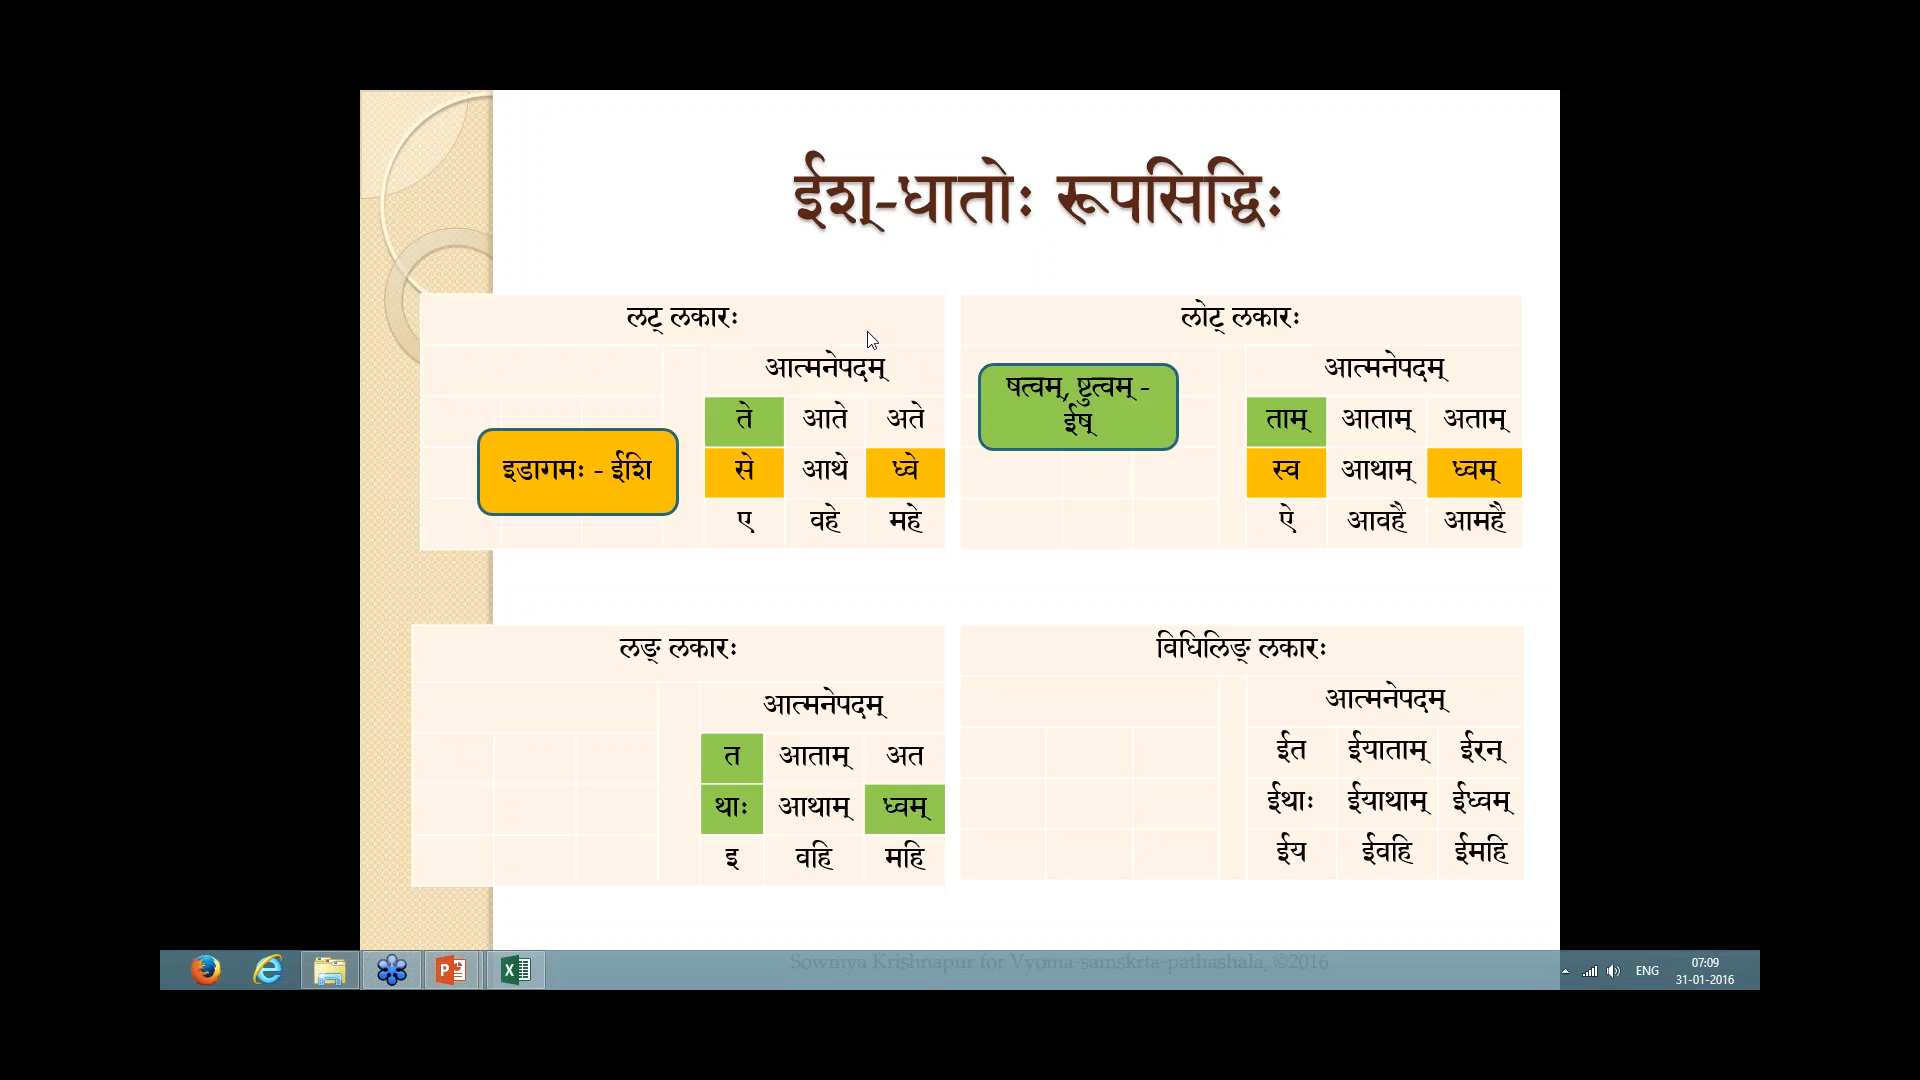 ईश्-धातोः रूपसिद्धिः
लट् लकारः
आत्मनेपदम्
ते आते अते
इडागमः - ईशि
से आथे ध्वे
ए वहे महे
लोट् लकारः
आत्मनेपदम्
षत्वम्, ष्टुत्वम् -
ईष्
ताम् आताम् अताम्
स्व आथाम् ध्वम्
ऐ आवहै आमहै
लङ् लकारः
आत्मनेपदम्
त आताम् अत
थाः आथाम् ध्वम्
इ वहि महि
विधिलिङ् लकारः
आत्मनेपदम्
ईत ईयाताम् ईरन्
ईथाः ईयाथाम् ईध्वम्
ईय ईवहि ईमहि
Sowmya Krishnapur for Vyoma-samskrta-pathashala, ©2016
ENG
07:09
31-01-2016